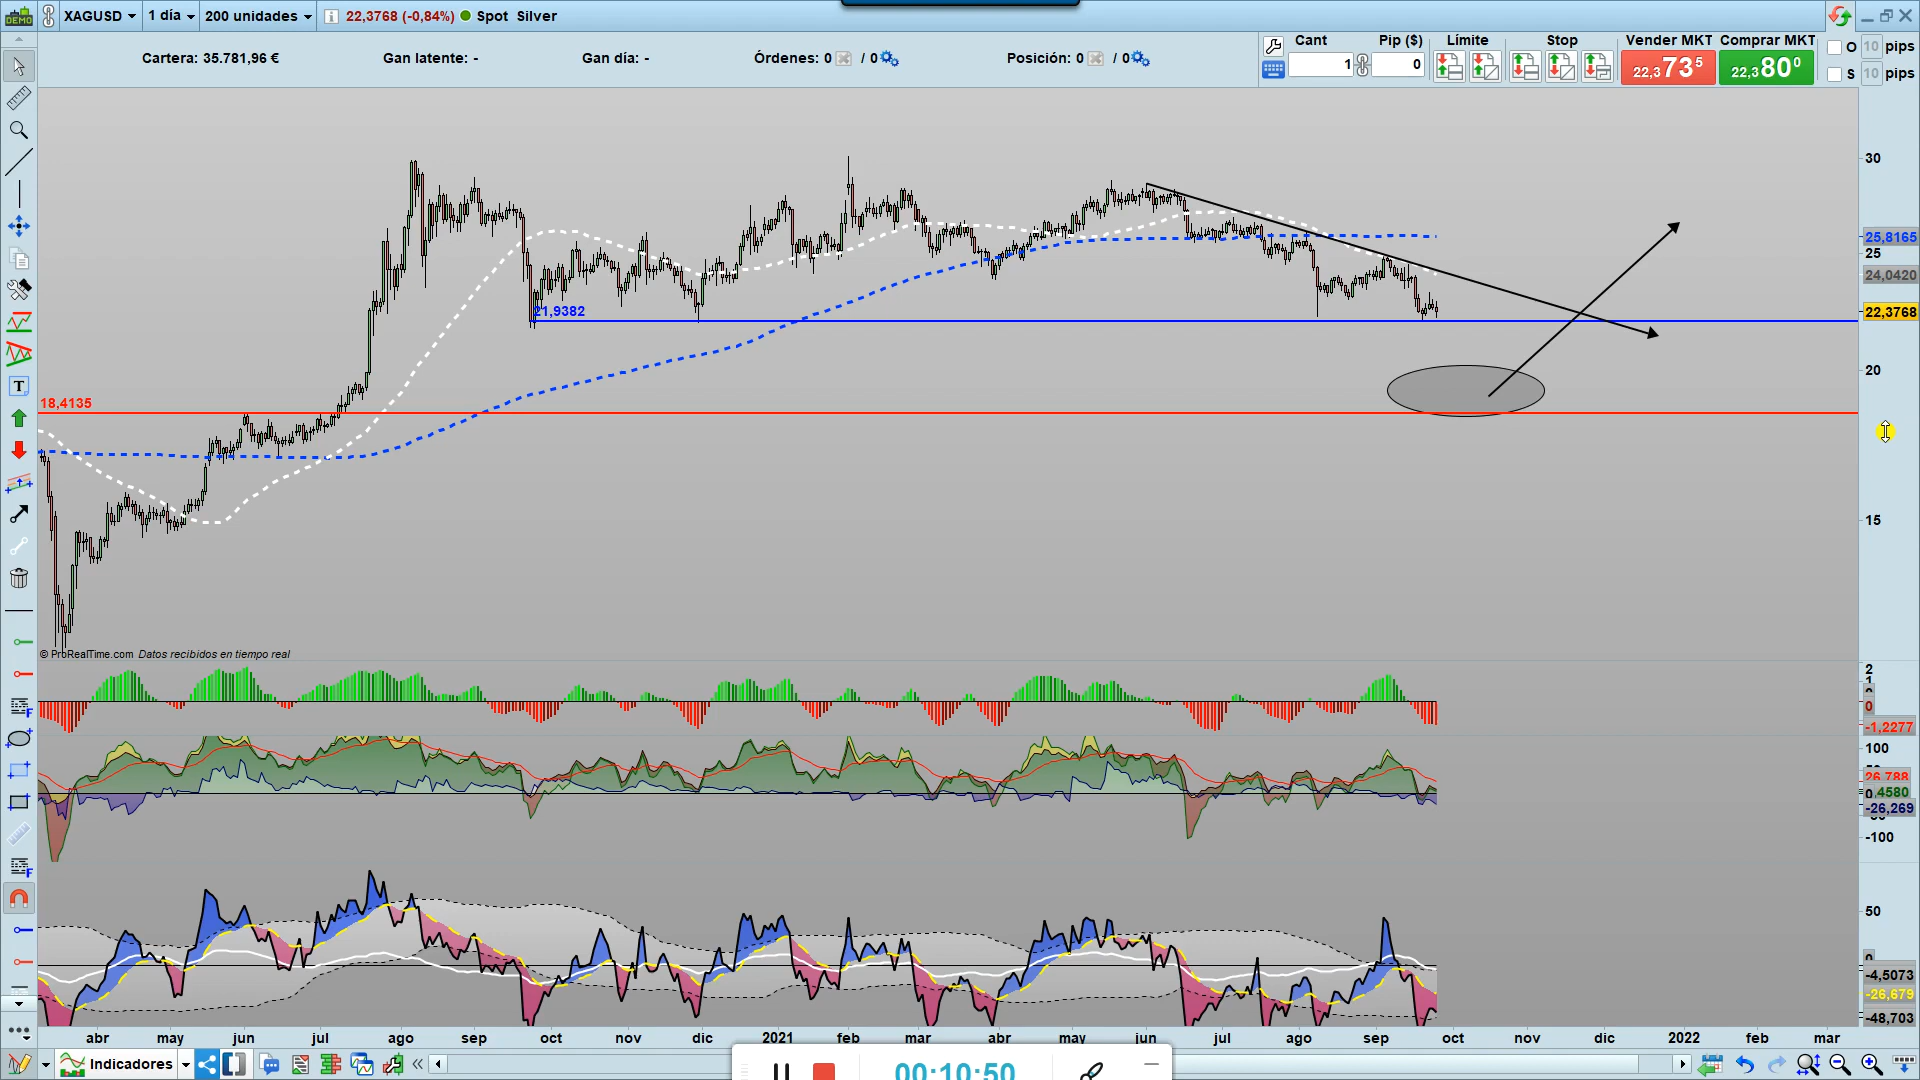 DEMO
XAGUSD
1 día
200 unidades
22,3768 (-0,84%)
Spot Silver
Cartera: 35.781,96 €
Gan latente: -
Gan día: -
Órdenes: 0 / 0
Posición: 0 / 0
Cant
Pip ($)
Límite
Stop
Vender MKT
Comprar MKT
1
0
22,3735
22,3800
O 10 pips
S 10 pips
30
25,8165
25
24,0420
22,3768
21,9382
20
18,4135
15
© ProRealTime.com Datos recibidos en tiempo real
2
1
0
-1,2277
100
26,788
0,4580
-26,269
-100
50
0
-4,5073
-26,679
-48,703
abr may jun jul ago sep oct nov dic 2021 feb mar abr may jun jul ago sep oct nov dic 2022 feb mar
Indicadores
00:10:50